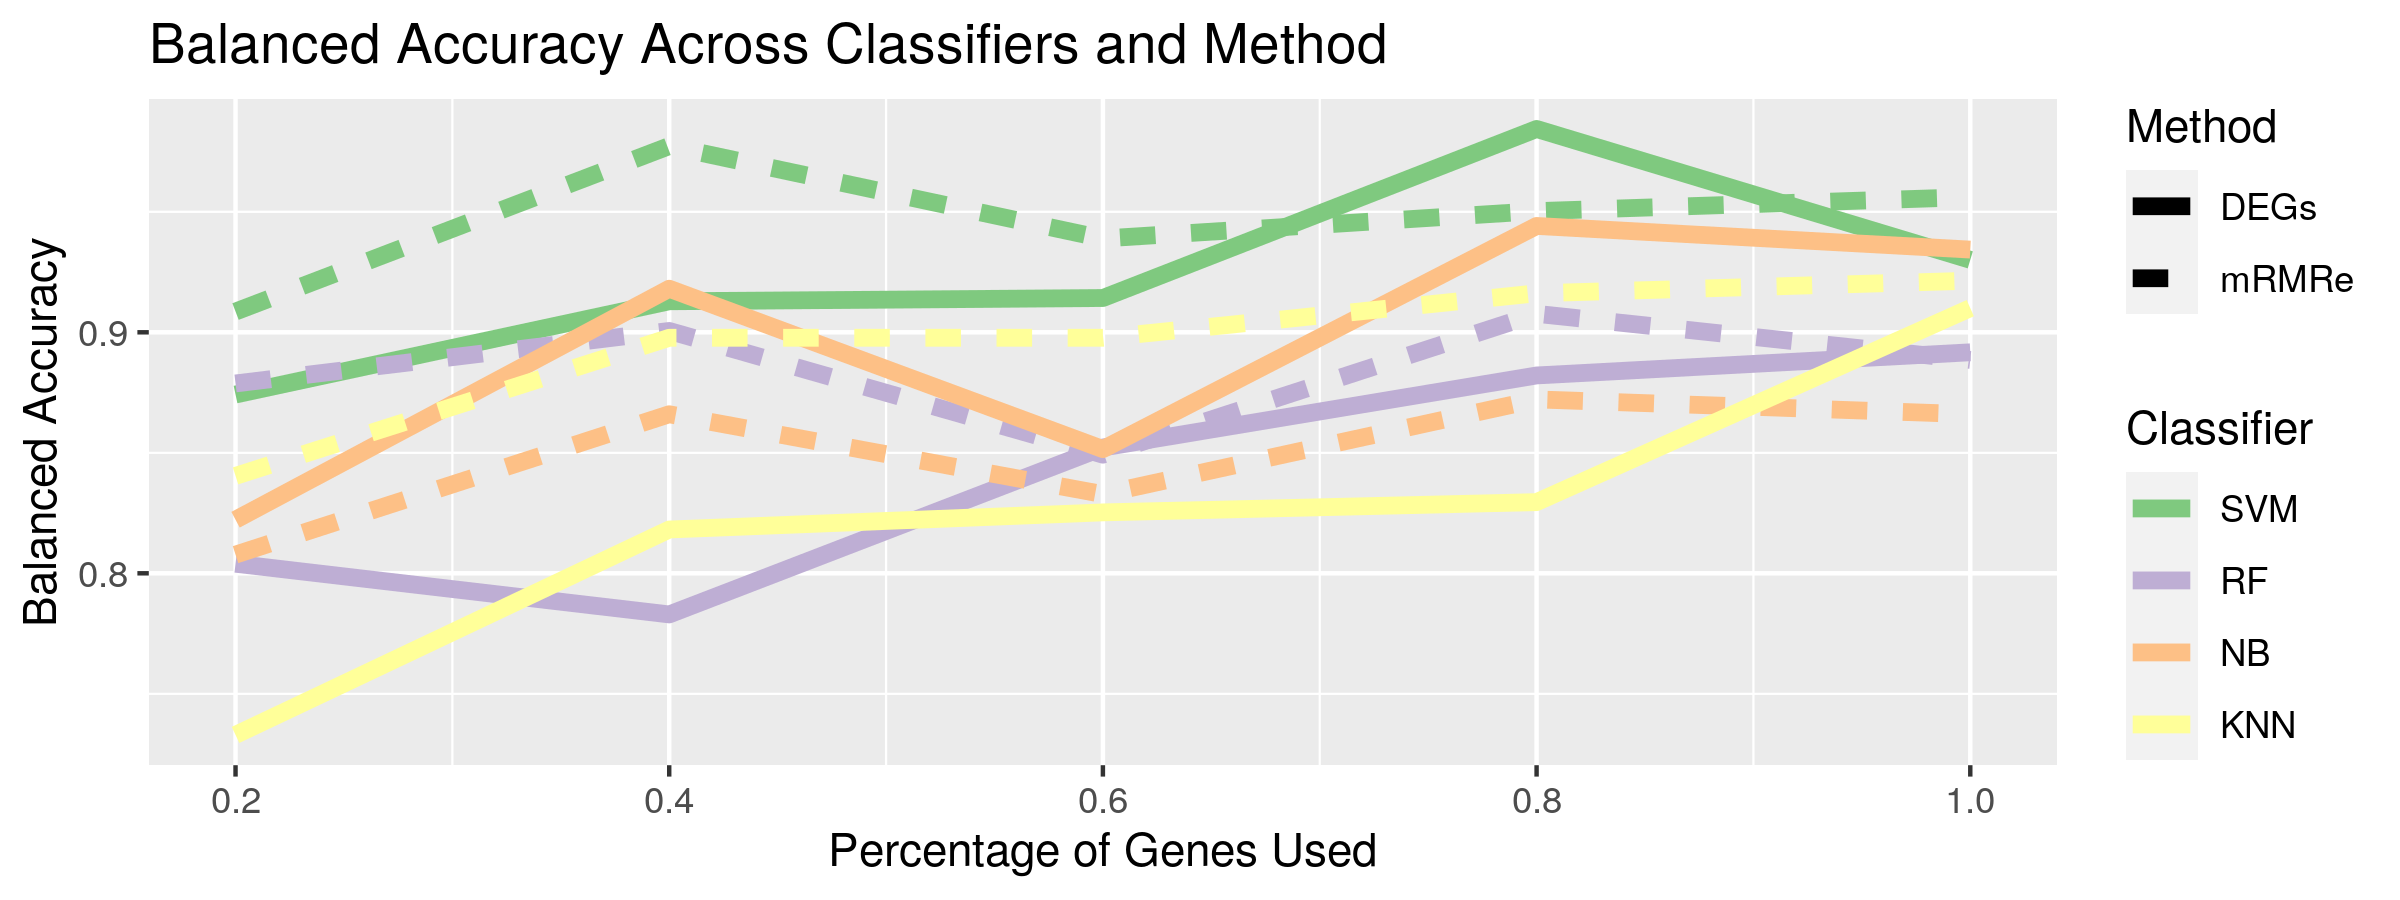 Balanced Accuracy Across Classifiers and Method
Balanced Accuracy
0.9
0.8
0.2
0.4
0.6
0.8
1.0
Percentage of Genes Used
Method
DEGs
mRMRe
Classifier
SVM
RF
NB
KNN